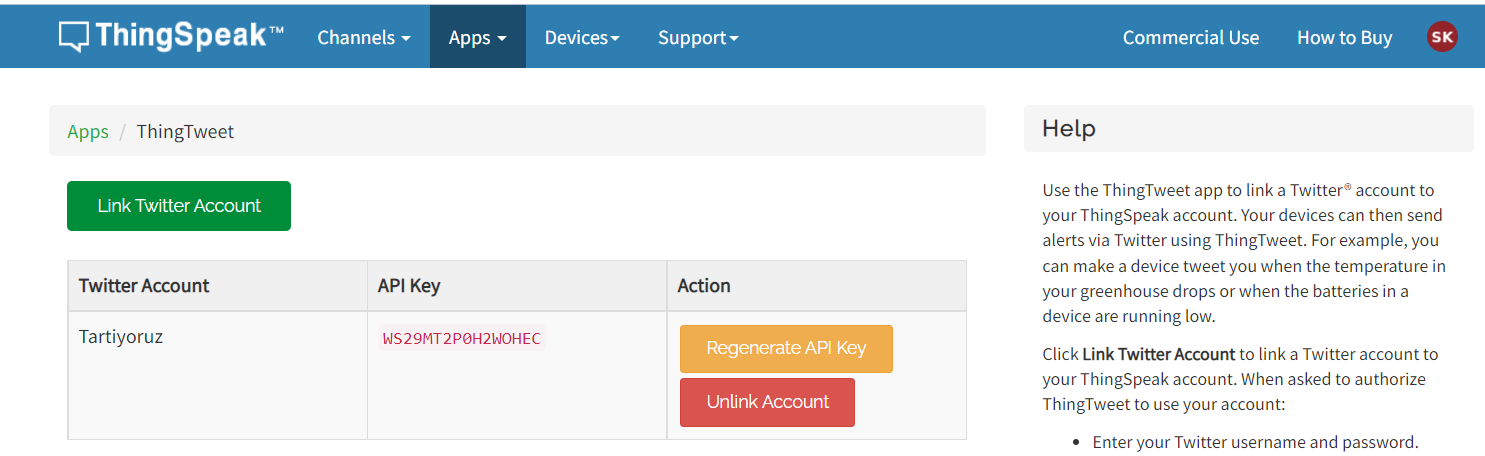 ThingSpeak™ Channels Apps Devices Support Commercial Use How to Buy SK
Apps / ThingTweet
Link Twitter Account
Twitter Account API Key Action
Tartiyoruz WS29MT2P0H2WOHEC Regenerate API Key
Unlink Account
Help
Use the ThingTweet app to link a Twitter® account to
your ThingSpeak account. Your devices can then send
alerts via Twitter using ThingTweet. For example, you
can make a device tweet you when the temperature in
your greenhouse drops or when the batteries in a
device are running low.
Click Link Twitter Account to link a Twitter account to
your ThingSpeak account. When asked to authorize
ThingTweet to use your account:
• Enter your Twitter username and password.